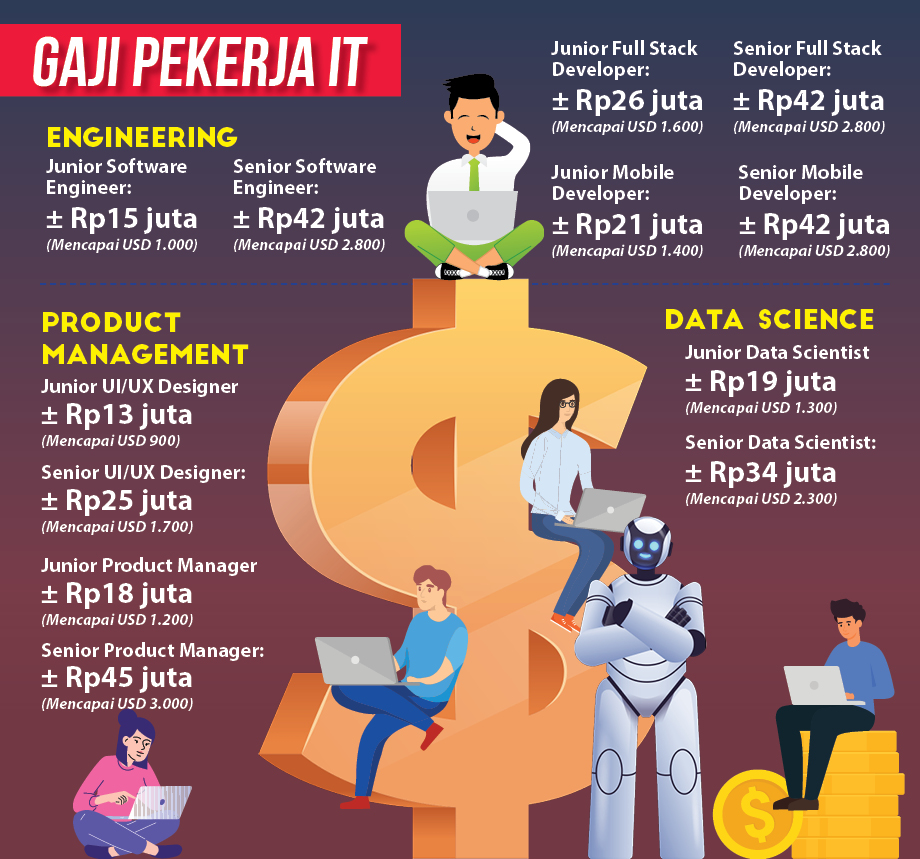 GAJI PEKERJA IT
ENGINEERING
Junior Software
Engineer:
± Rp15 juta
(Mencapai USD 1.000)
Senior Software
Engineer:
± Rp42 juta
(Mencapai USD 2.800)
Junior Full Stack
Developer:
± Rp26 juta
(Mencapai USD 1.600)
Senior Full Stack
Developer:
± Rp42 juta
(Mencapai USD 2.800)
Junior Mobile
Developer:
± Rp21 juta
(Mencapai USD 1.400)
Senior Mobile
Developer:
± Rp42 juta
(Mencapai USD 2.800)
PRODUCT
MANAGEMENT
Junior UI/UX Designer
± Rp13 juta
(Mencapai USD 900)
Senior UI/UX Designer:
± Rp25 juta
(Mencapai USD 1.700)
Junior Product Manager
± Rp18 juta
(Mencapai USD 1.200)
Senior Product Manager:
± Rp45 juta
(Mencapai USD 3.000)
DATA SCIENCE
Junior Data Scientist
± Rp19 juta
(Mencapai USD 1.300)
Senior Data Scientist:
± Rp34 juta
(Mencapai USD 2.300)